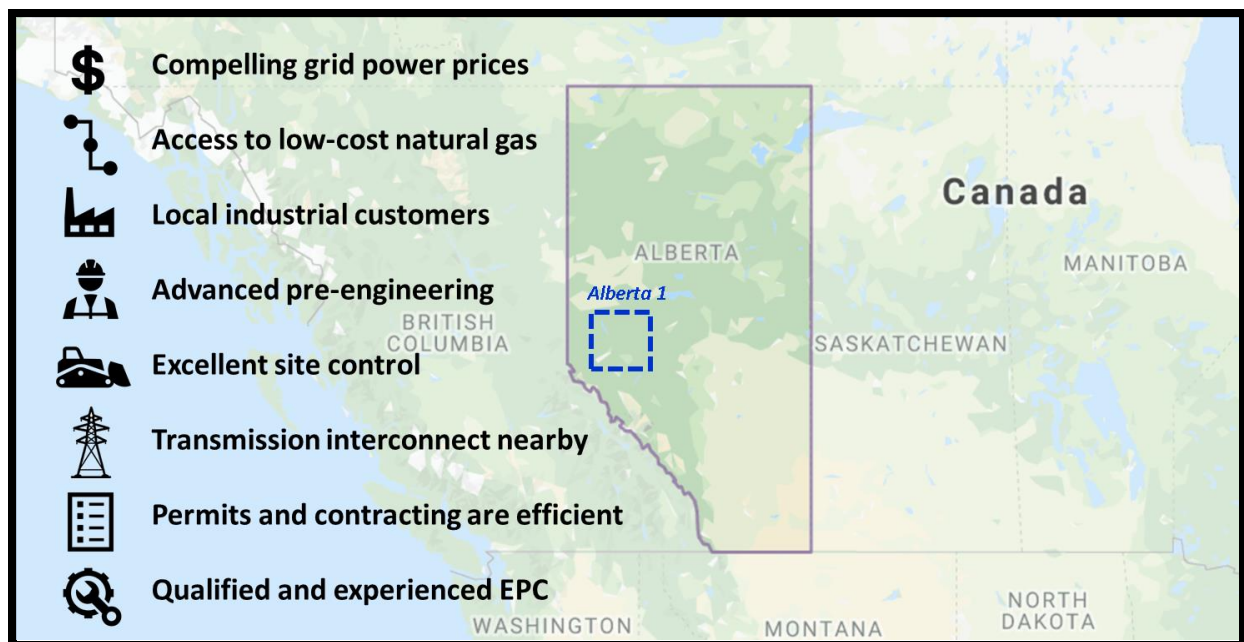 $
Compelling grid power prices
Access to low-cost natural gas
Local industrial customers
Advanced pre-engineering
Excellent site control
Transmission interconnect nearby
Permits and contracting are efficient
Qualified and experienced EPC
Canada
ALBERTA
MANITOBA
Alberta 1
BRITISH
COLUMBIA
SASKATCHEWAN
WASHINGTON
MONTANA
NORTH
DAKOTA